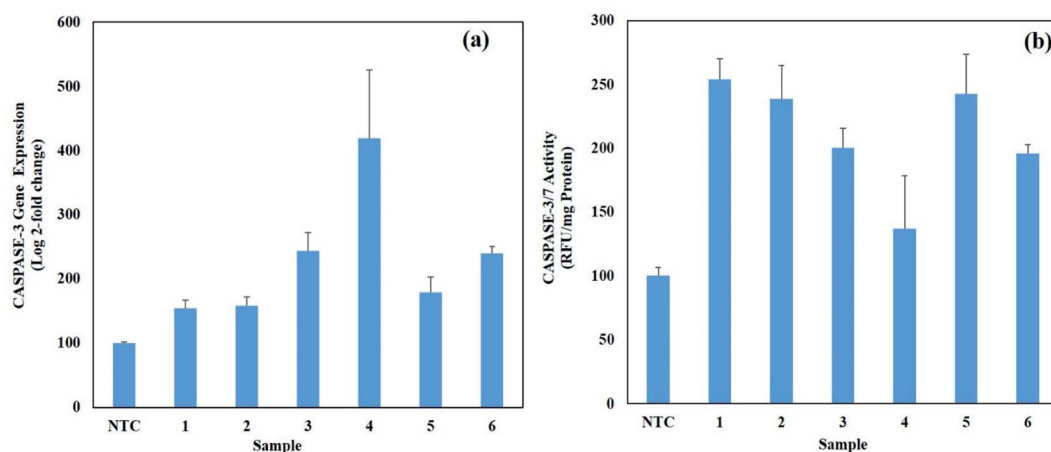 (a)
CASPASE-3 Gene Expression
(Log 2-fold change)
600
500
400
300
200
100
0
NTC 1 2 3 4 5 6
Sample
(b)
CASPASE-3/7 Activity
(RFU/mg Protein)
300
250
200
150
100
50
0
NTC 1 2 3 4 5 6
Sample